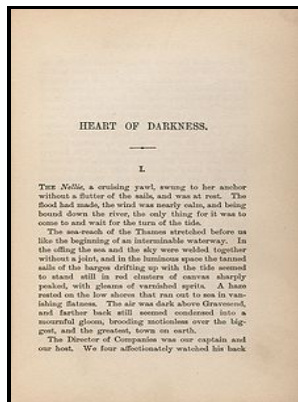 HEART OF DARKNESS.
I.
THE Nellie, a cruising yawl, swung to her anchor
without a flutter of the sails, and was at rest. The
flood had made, the wind was nearly calm, and being
bound down the river, the only thing for it was to
come to and wait for the turn of the tide.
The sea-reach of the Thames stretched before us
like the beginning of an interminable waterway. In
the offing the sea and the sky were welded together
without a joint, and in the luminous space the tanned
sails of the barges drifting up with the tide seemed
to stand still in red clusters of canvas sharply
peaked, with gleams of varnished sprits. A haze
rested on the low shores that ran out to sea in van-
ishing flatness. The air was dark above Gravesend,
and farther back still seemed condensed into a
mournful gloom, brooding motionless over the big-
gest, and the greatest, town on earth.
The Director of Companies was our captain and
our host. We four affectionately watched his back